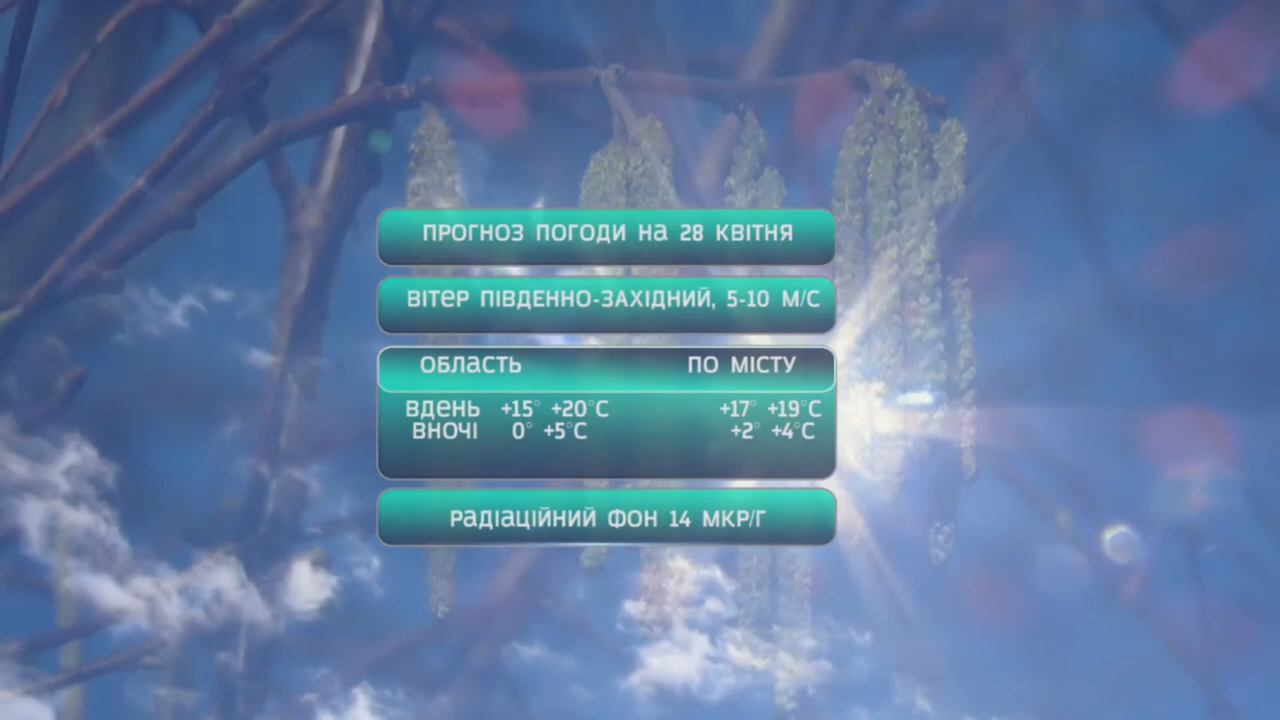 ПРОГНОЗ ПОГОДИ НА 28 КВІТНЯ
ВІТЕР ПІВДЕННО-ЗАХІДНИЙ, 5-10 М/С
ОБЛАСТЬ ПО МІСТУ
ВДЕНЬ +15° +20°C +17° +19°C
ВНОЧІ 0° +5°C +2° +4°C
РАДІАЦІЙНИЙ ФОН 14 МКР/Г